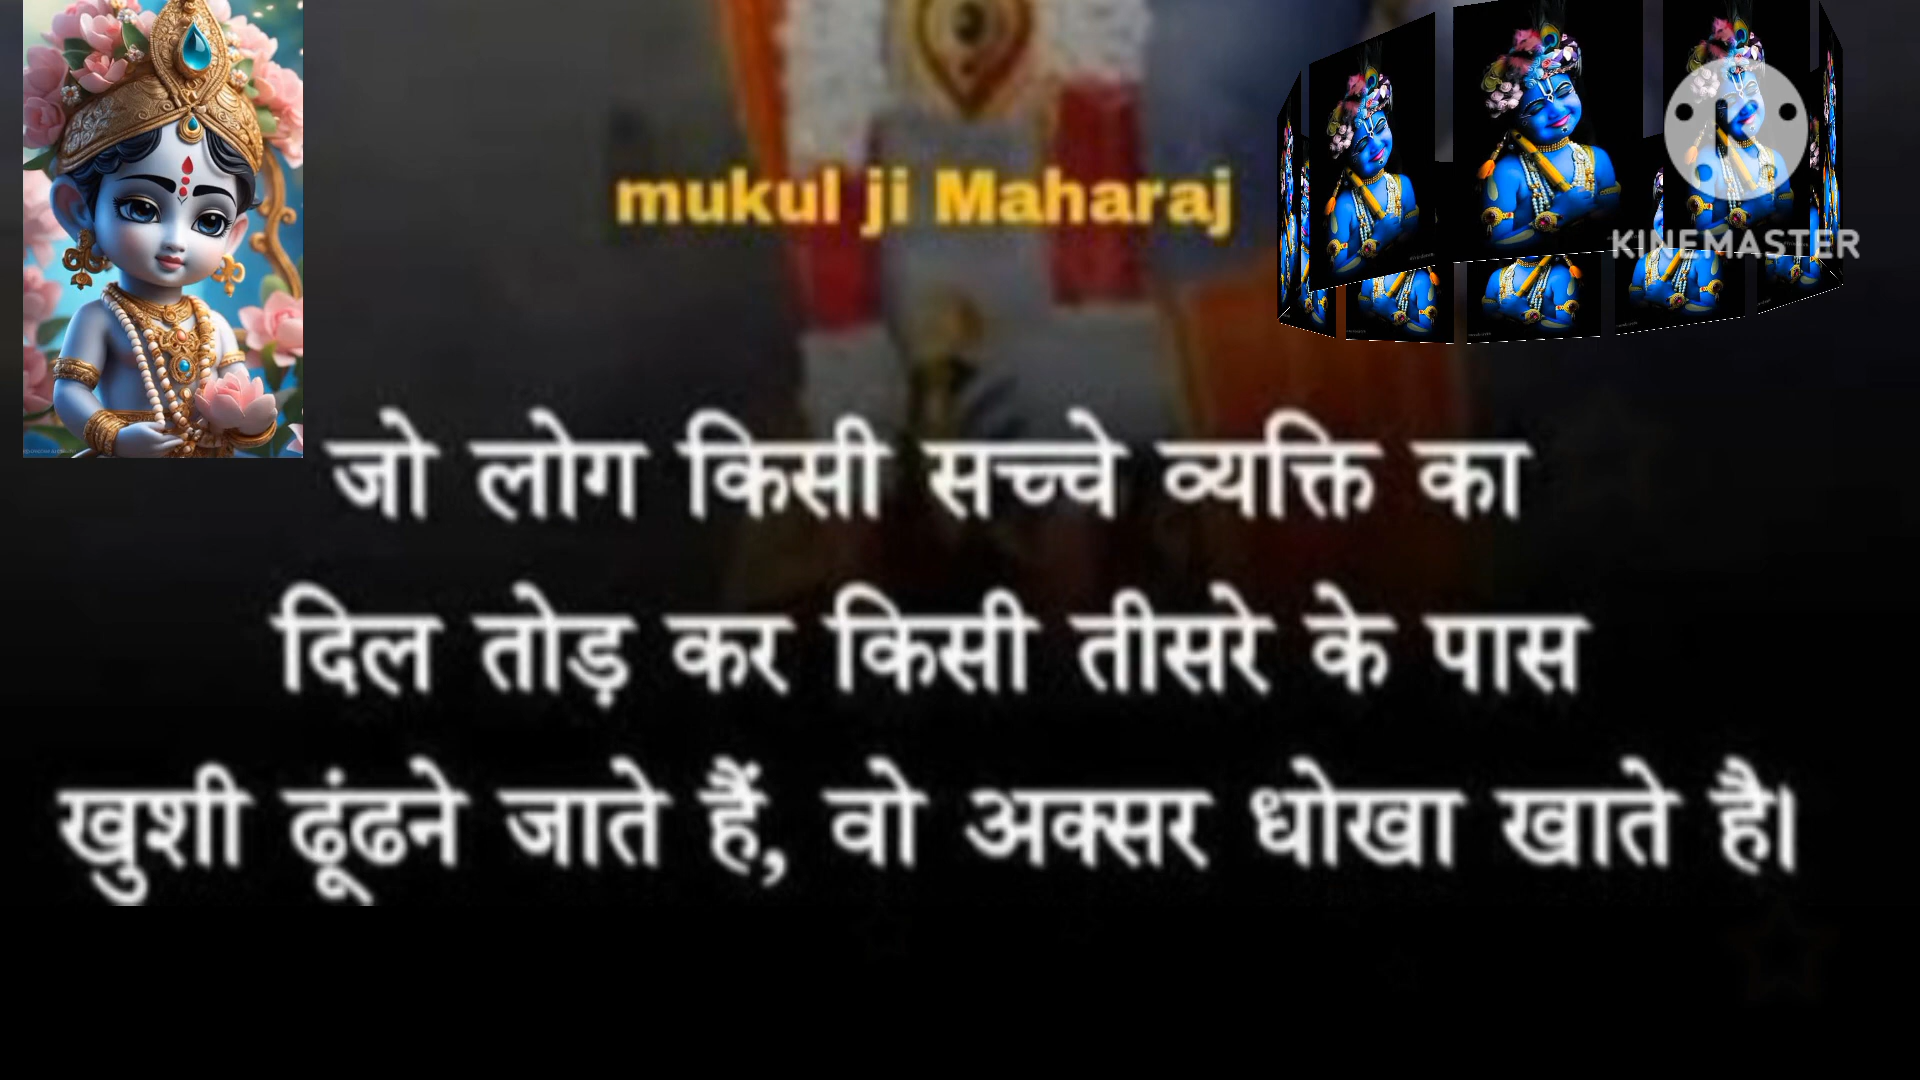 mukul ji Maharaj
KINEMASTER
जो लोग किसी सच्चे व्यक्ति का
दिल तोड़ कर किसी तीसरे के पास
खुशी ढूंढने जाते हैं, वो अक्सर धोखा खाते है।